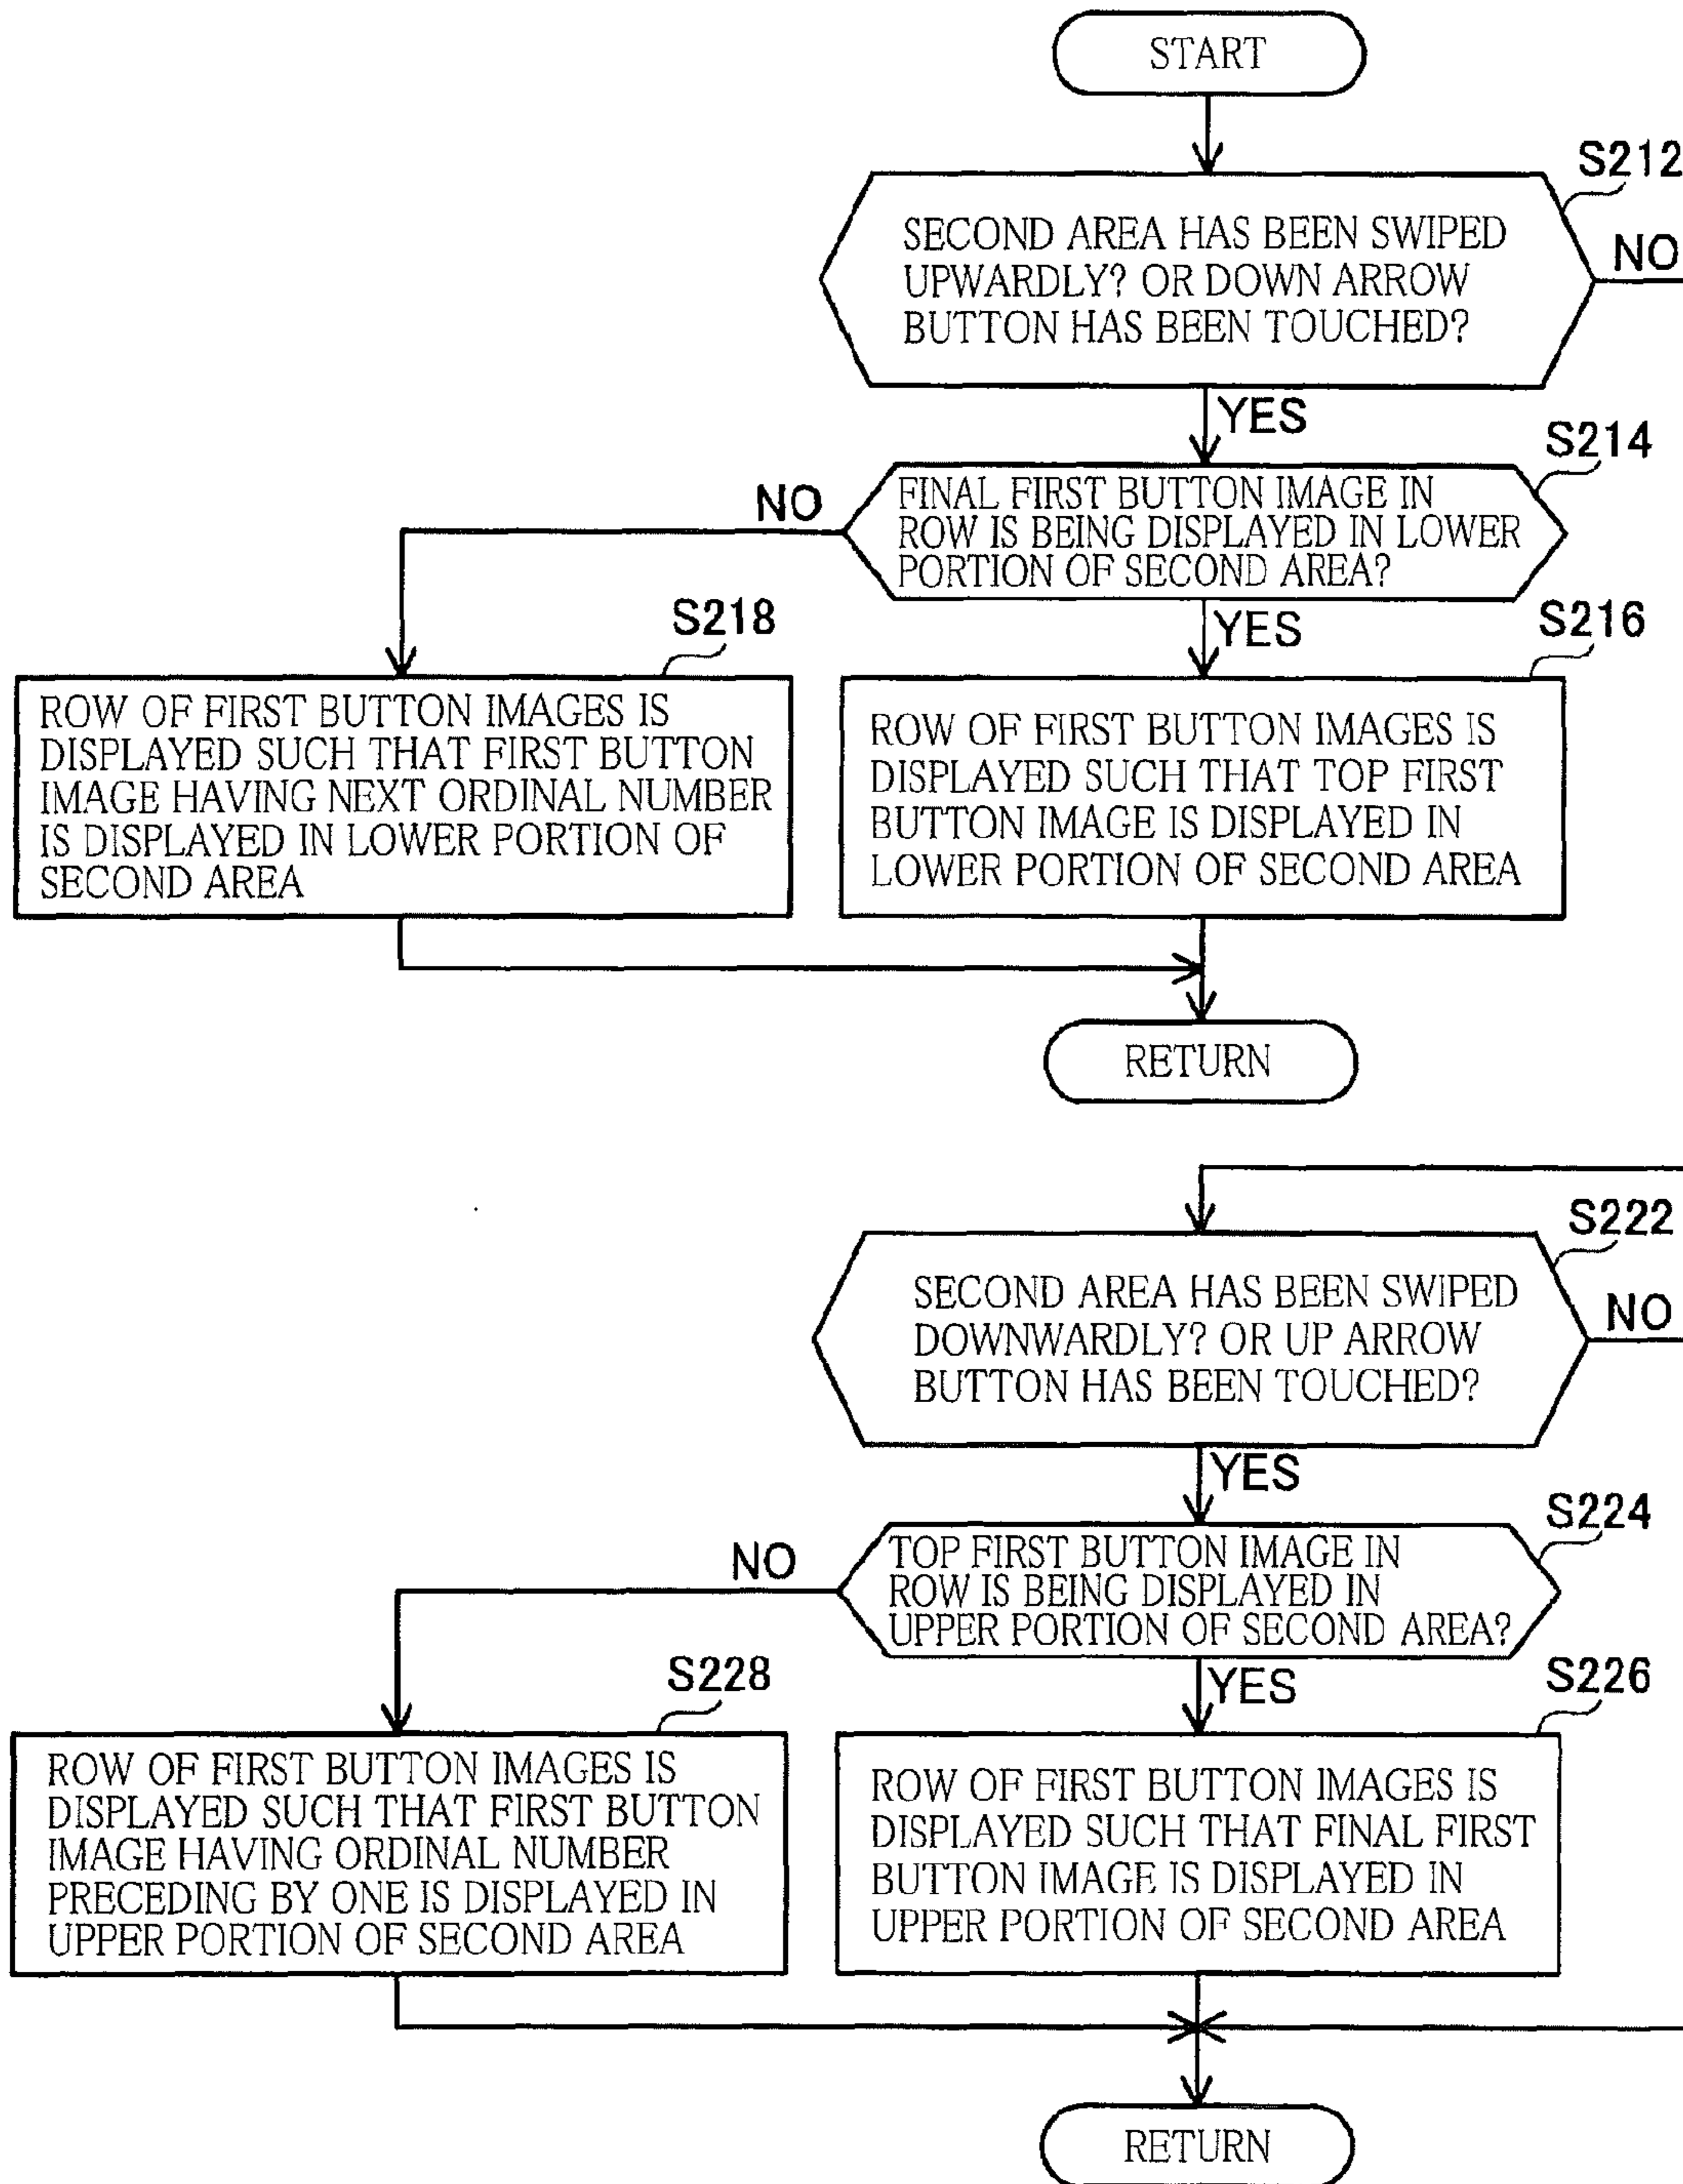 START
S212
SECOND AREA HAS BEEN SWIPED
UPWARDLY? OR DOWN ARROW
BUTTON HAS BEEN TOUCHED?
NO
YES
S214
FINAL FIRST BUTTON IMAGE IN
ROW IS BEING DISPLAYED IN LOWER
PORTION OF SECOND AREA?
NO
YES
S218
ROW OF FIRST BUTTON IMAGES IS
DISPLAYED SUCH THAT FIRST BUTTON
IMAGE HAVING NEXT ORDINAL NUMBER
IS DISPLAYED IN LOWER PORTION OF
SECOND AREA
S216
ROW OF FIRST BUTTON IMAGES IS
DISPLAYED SUCH THAT TOP FIRST
BUTTON IMAGE IS DISPLAYED IN
LOWER PORTION OF SECOND AREA
RETURN
S222
SECOND AREA HAS BEEN SWIPED
DOWNWARDLY? OR UP ARROW
BUTTON HAS BEEN TOUCHED?
NO
YES
S224
TOP FIRST BUTTON IMAGE IN
ROW IS BEING DISPLAYED IN
UPPER PORTION OF SECOND AREA?
NO
YES
S228
ROW OF FIRST BUTTON IMAGES IS
DISPLAYED SUCH THAT FIRST BUTTON
IMAGE HAVING ORDINAL NUMBER
PRECEDING BY ONE IS DISPLAYED IN
UPPER PORTION OF SECOND AREA
S226
ROW OF FIRST BUTTON IMAGES IS
DISPLAYED SUCH THAT FINAL FIRST
BUTTON IMAGE IS DISPLAYED IN
UPPER PORTION OF SECOND AREA
RETURN